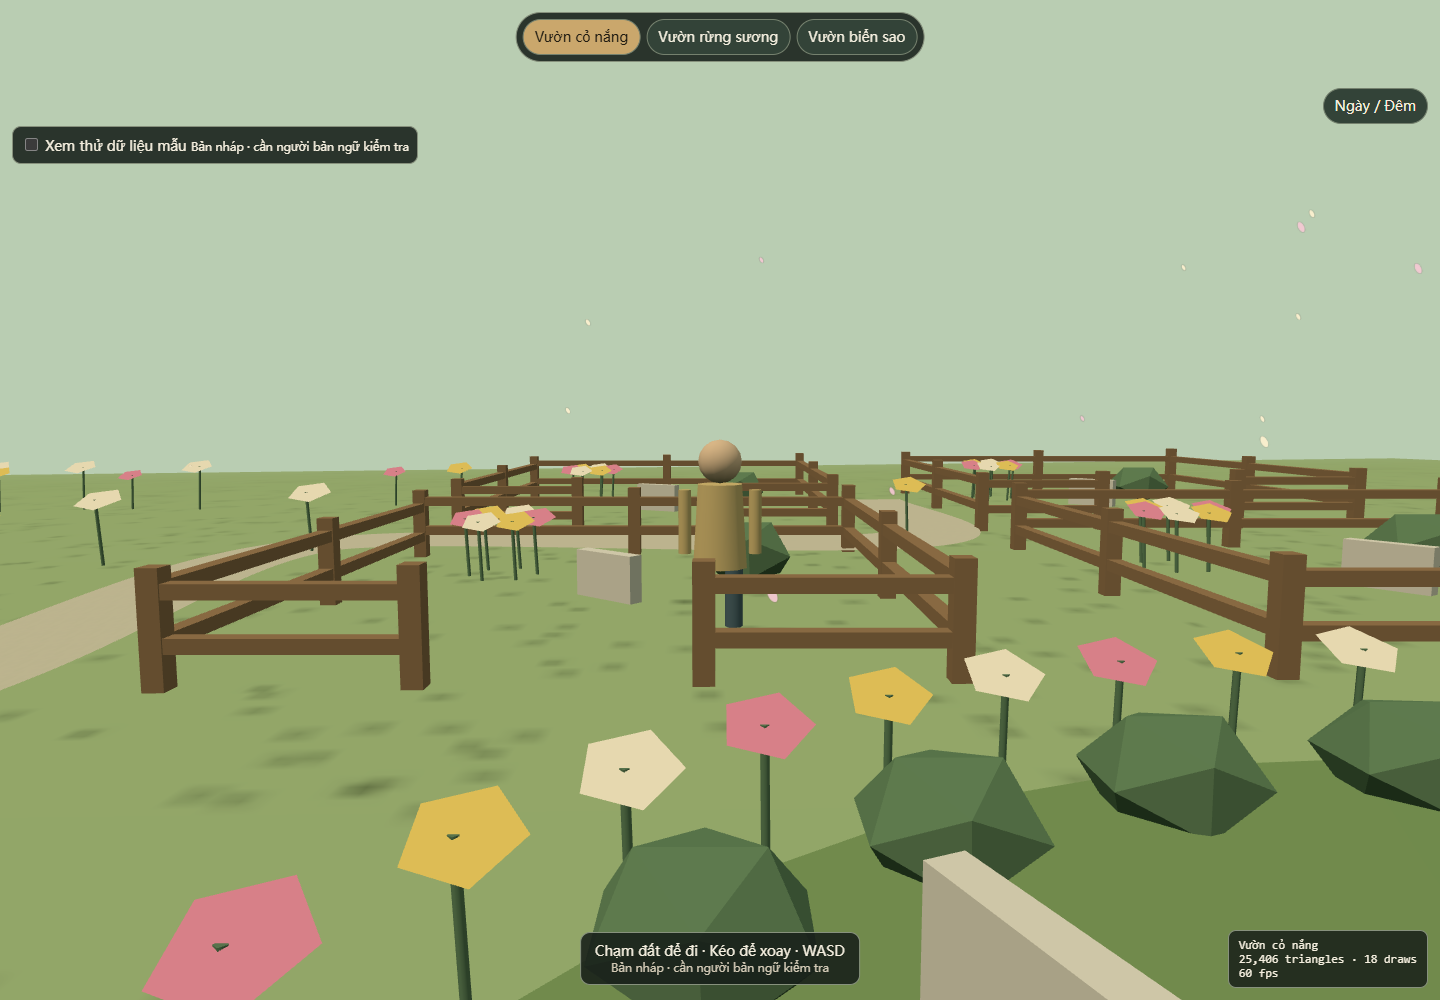 Vườn cỏ nắng
Vườn rừng sương
Vườn biển sao
Ngày / Đêm
Xem thử dữ liệu mẫu Bản nháp · cần người bản ngữ kiểm tra
Chạm đất để đi · Kéo để xoay · WASD
Bản nháp · cần người bản ngữ kiểm tra
Vườn cỏ nắng
25,406 triangles · 18 draws
60 fps